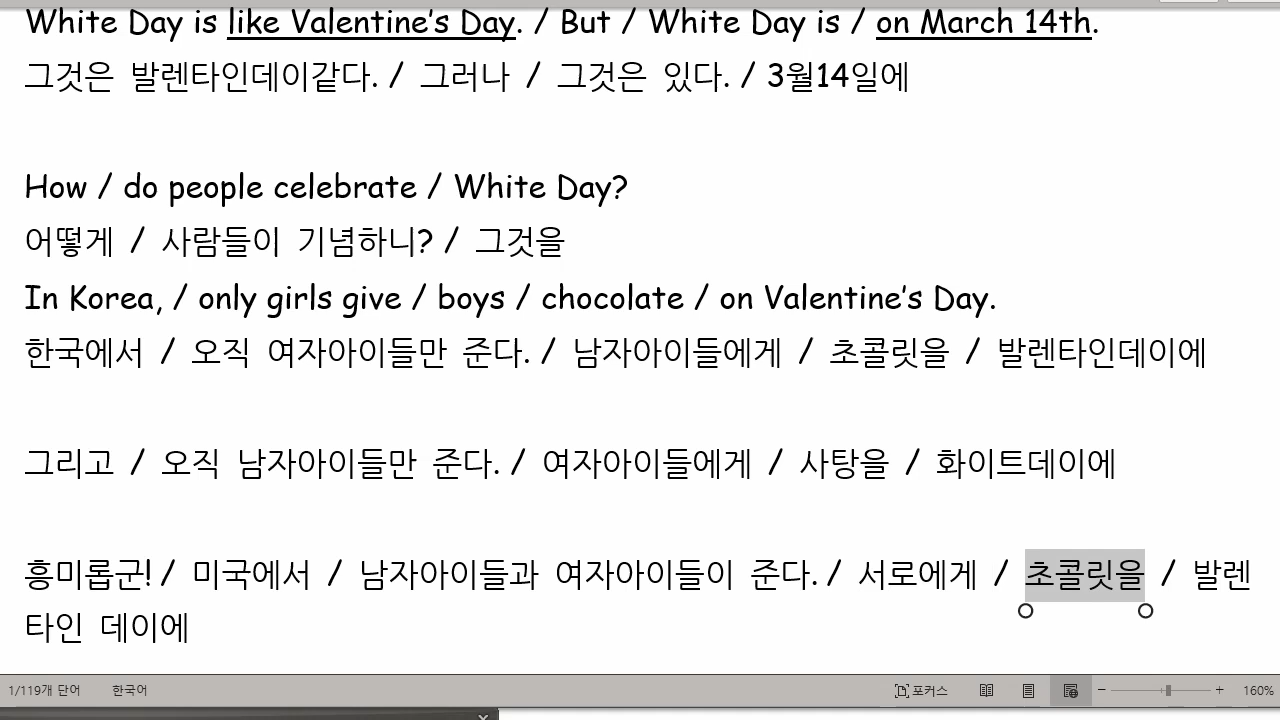 White Day is like Valentine's Day. / But / White Day is / on March 14th.
그것은 발렌타인데이같다. / 그러나 / 그것은 있다. / 3월14일에
How / do people celebrate / White Day?
어떻게 / 사람들이 기념하니? / 그것을
In Korea, / only girls give / boys / chocolate / on Valentine's Day.
한국에서 / 오직 여자아이들만 준다. / 남자아이들에게 / 초콜릿을 / 발렌타인데이에
그리고 / 오직 남자아이들만 준다. / 여자아이들에게 / 사탕을 / 화이트데이에
흥미롭군! / 미국에서 / 남자아이들과 여자아이들이 준다. / 서로에게 / 초콜릿을 / 발렌
타인 데이에
1/119개 단어 한국어 포커스 160%